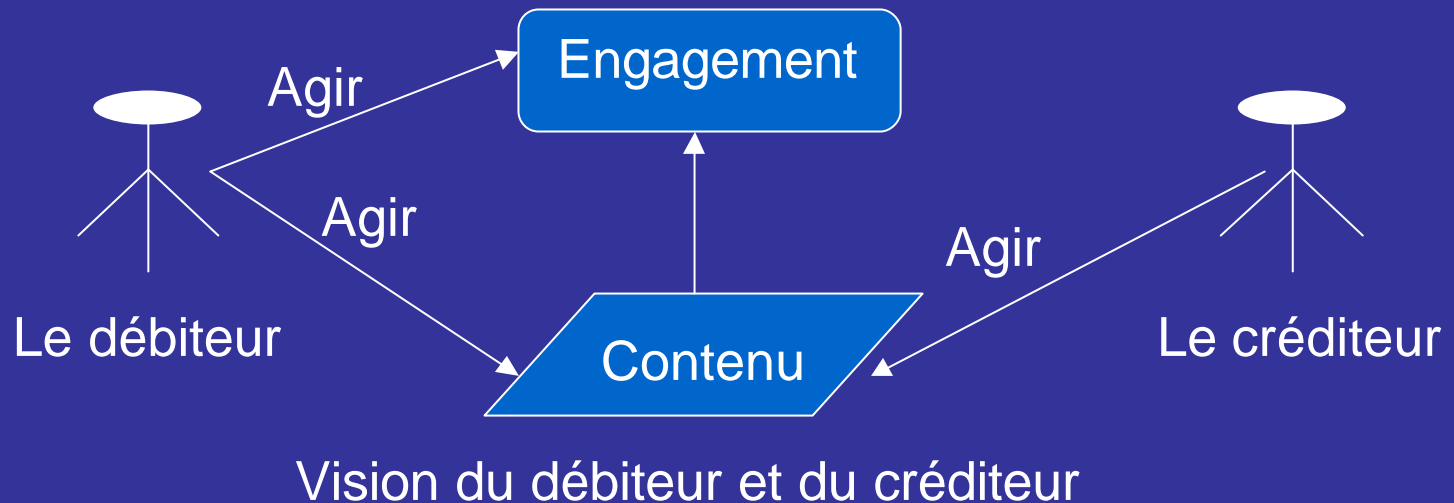 Engagement
Agir
Agir
Agir
Le débiteur
Contenu
Le créditeur
Vision du débiteur et du créditeur